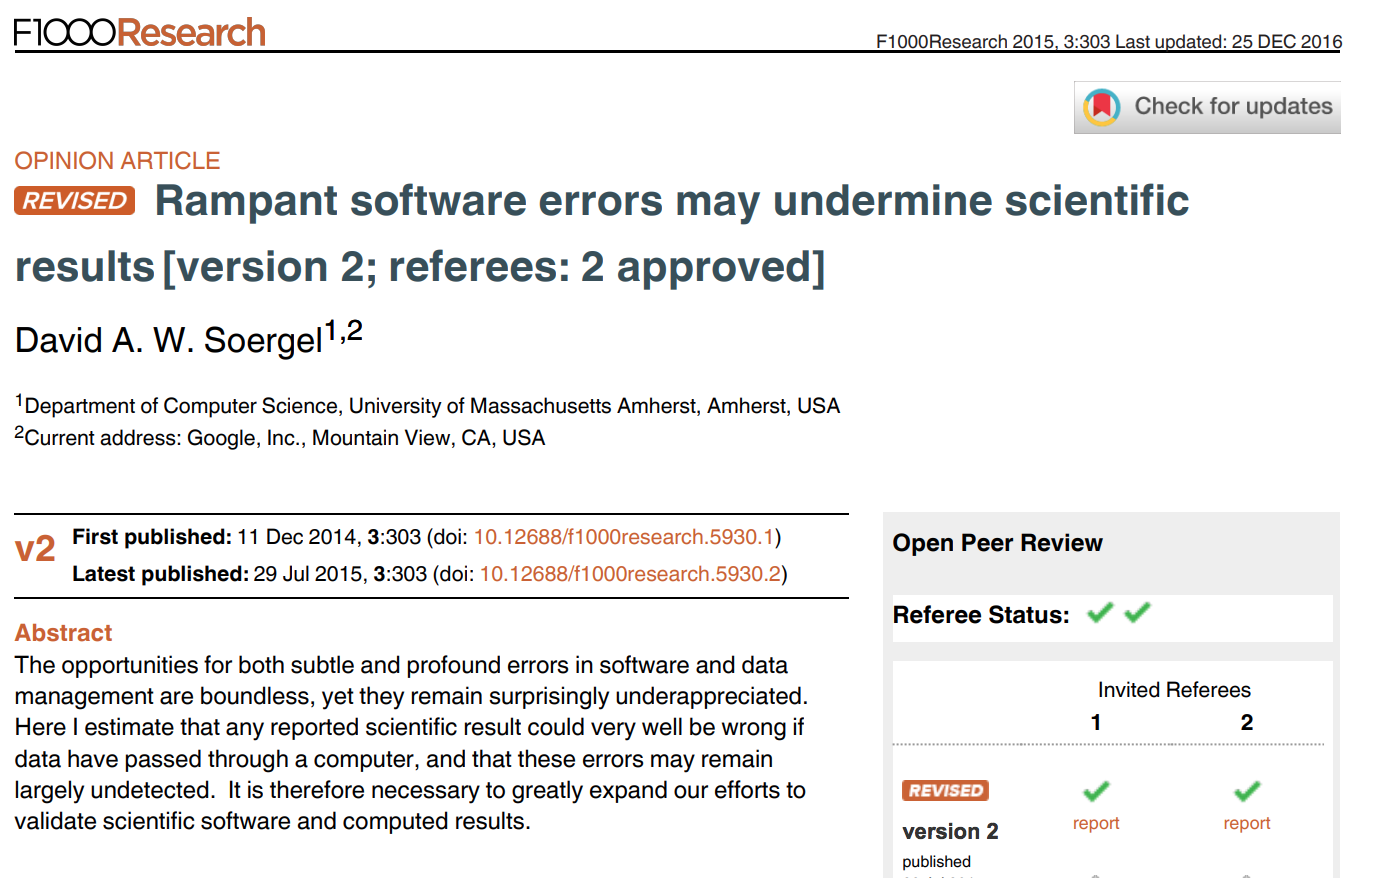 F1000Research
F1000Research 2015, 3:303 Last updated: 25 DEC 2016
Check for updates
OPINION ARTICLE
REVISED Rampant software errors may undermine scientific
results [version 2; referees: 2 approved]
David A. W. Soergel1,2
1Department of Computer Science, University of Massachusetts Amherst, Amherst, USA
2Current address: Google, Inc., Mountain View, CA, USA
v2
First published: 11 Dec 2014, 3:303 (doi: 10.12688/f1000research.5930.1)
Latest published: 29 Jul 2015, 3:303 (doi: 10.12688/f1000research.5930.2)
Abstract
The opportunities for both subtle and profound errors in software and data
management are boundless, yet they remain surprisingly underappreciated.
Here I estimate that any reported scientific result could very well be wrong if
data have passed through a computer, and that these errors may remain
largely undetected.  It is therefore necessary to greatly expand our efforts to
validate scientific software and computed results.
Open Peer Review
Referee Status:
Invited Referees
1 2
REVISED
report report
version 2
published